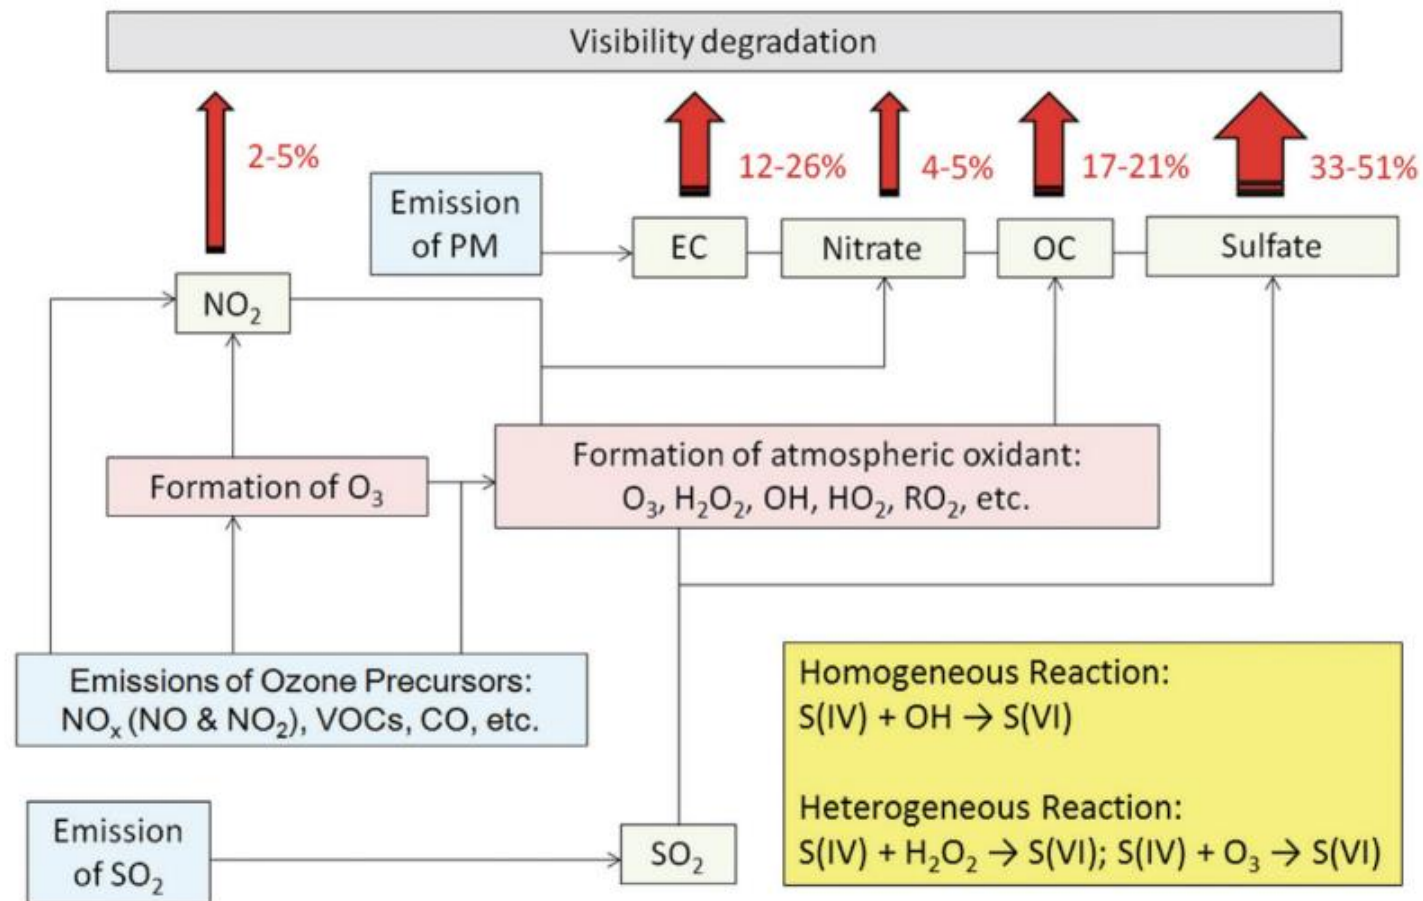 Visibility degradation
2-5%
12-26%
4-5%
17-21%
33-51%
Emission
of PM
EC
Nitrate
OC
Sulfate
NO₂
Formation of O₃
Formation of atmospheric oxidant:
O₃, H₂O₂, OH, HO₂, RO₂, etc.
Emissions of Ozone Precursors:
NOₓ (NO & NO₂), VOCs, CO, etc.
Homogeneous Reaction:
S(IV) + OH → S(VI)
Heterogeneous Reaction:
S(IV) + H₂O₂ → S(VI); S(IV) + O₃ → S(VI)
Emission
of SO₂
SO₂